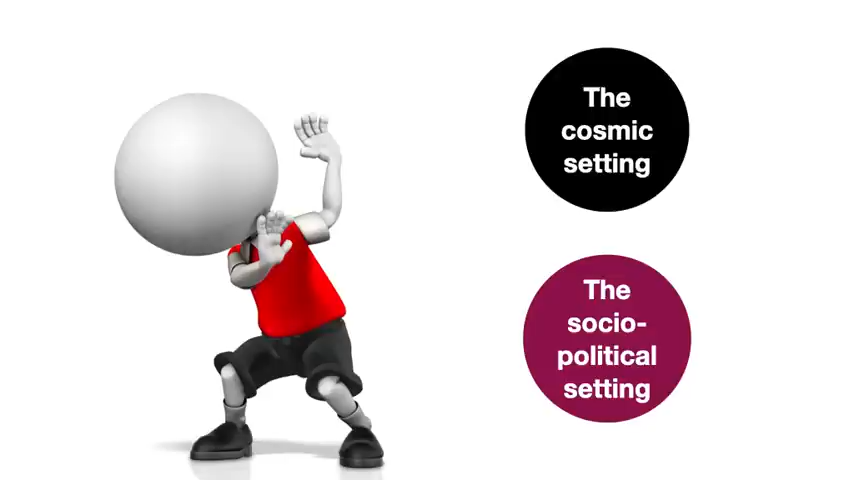 The
cosmic
setting
The
socio-
political
setting